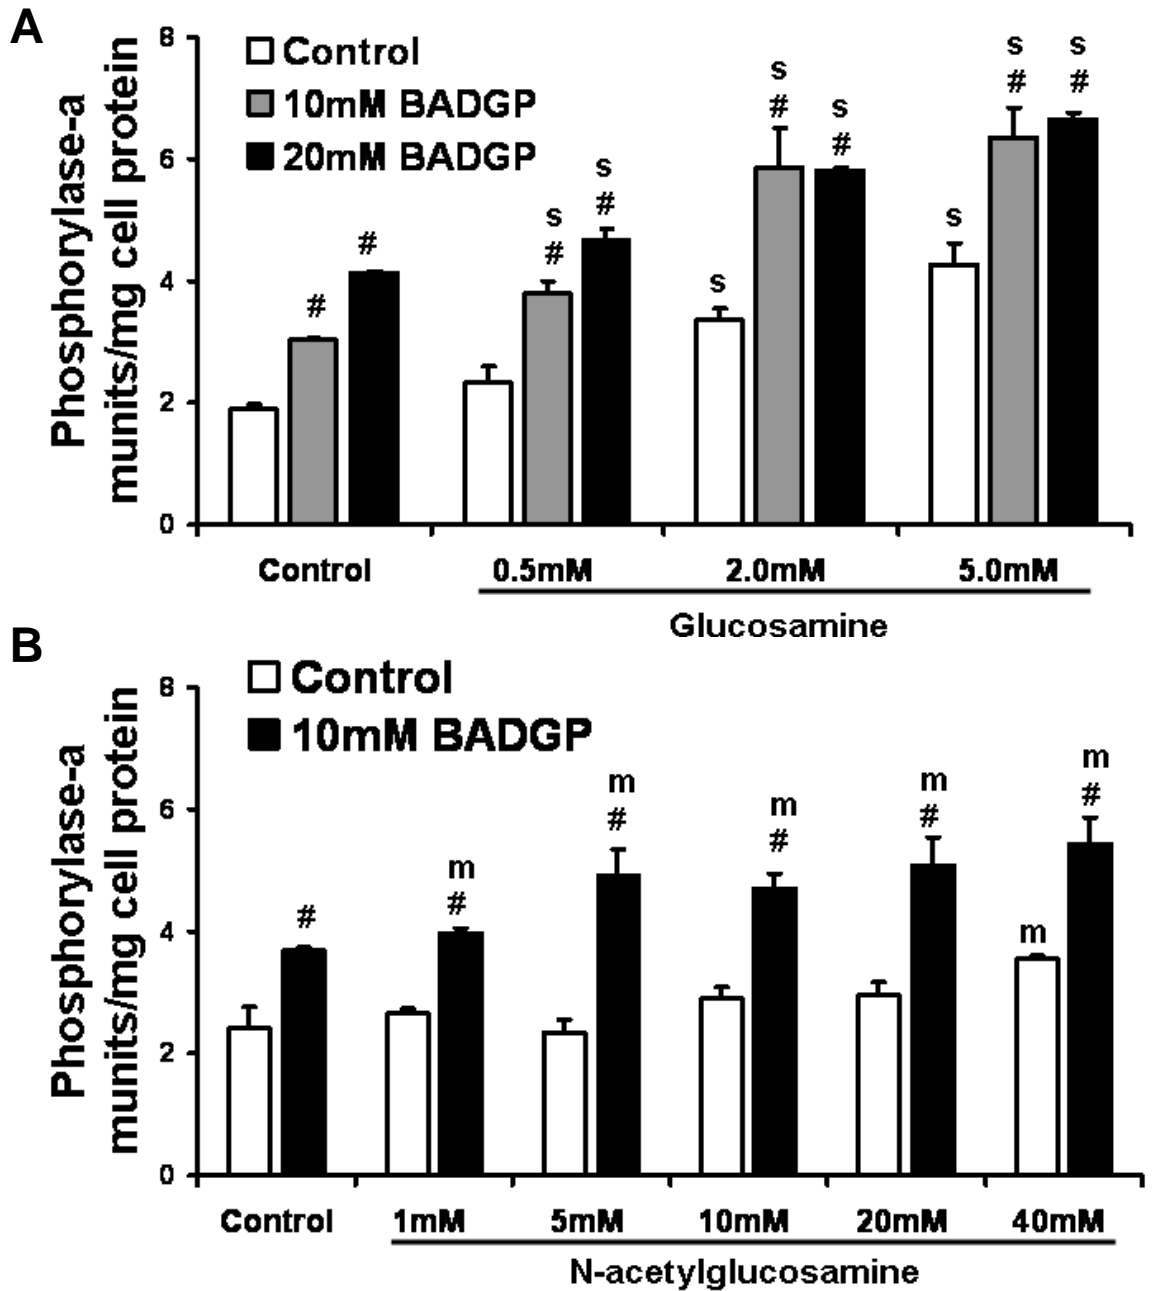 A
8
6
4
2
0
Phosphorylase-a
munits/mg cell protein
Control
10mM BADGP
20mM BADGP
#
#
s
#
s
#
s
s
#
s
#
s
s
#
s
#
Control 0.5mM 2.0mM 5.0mM
Glucosamine
B
8
6
4
2
0
Phosphorylase-a
munits/mg cell protein
Control
10mM BADGP
#
m
#
m
#
m
#
m
#
m
m
#
Control 1mM 5mM 10mM 20mM 40mM
N-acetylglucosamine